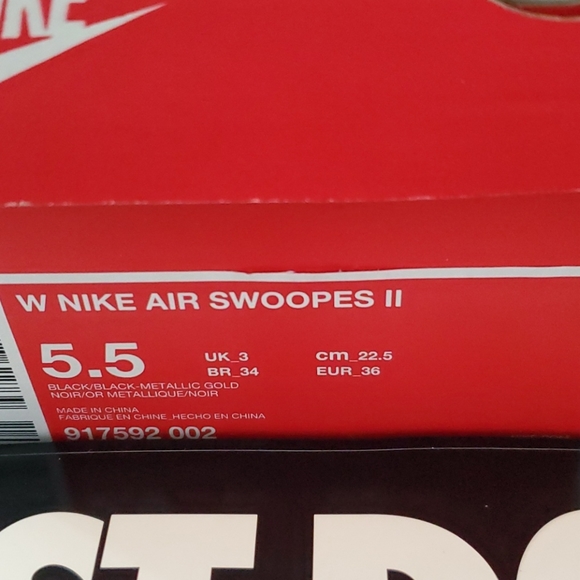 W NIKE AIR SWOOPES II
5.5
UK_3
BR_34
cm_22.5
EUR_36
BLACK/BLACK-METALLIC GOLD
NOIR/OR METALLIQUE/NOIR
MADE IN CHINA
FABRIQUE EN CHINE ,HECHO EN CHINA
917592 002